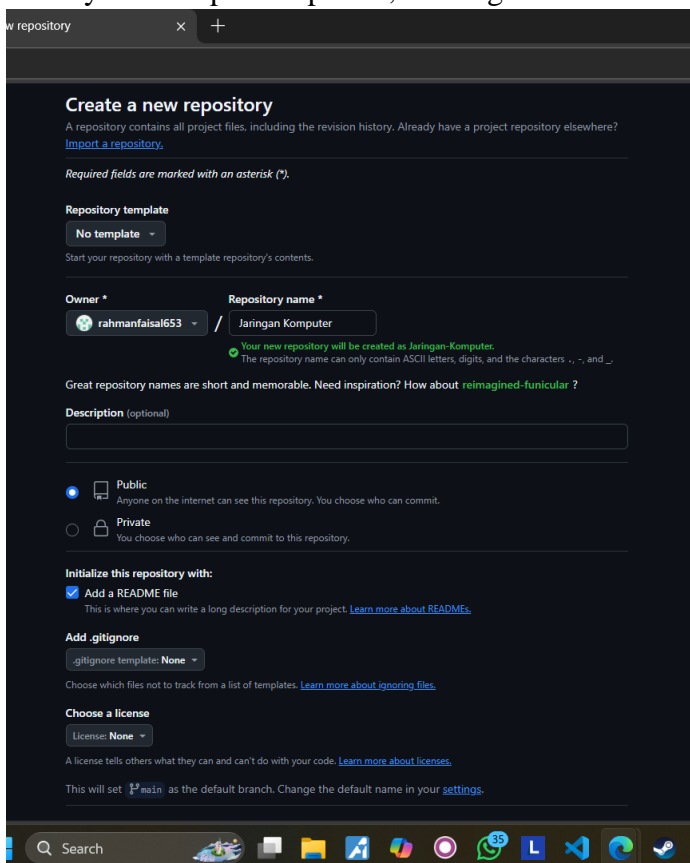 w repository
Create a new repository
A repository contains all project files, including the revision history. Already have a project repository elsewhere?
Import a repository.
Required fields are marked with an asterisk (*).
Repository template
No template
Start your repository with a template repository's contents.
Owner * Repository name *
rahmanfaisal653 / Jaringan Komputer
Your new repository will be created as Jaringan-Komputer.
The repository name can only contain ASCII letters, digits, and the characters ., -, and _.
Great repository names are short and memorable. Need inspiration? How about reimagined-funicular ?
Description (optional)
Public
Anyone on the internet can see this repository. You choose who can commit.
Private
You choose who can see and commit to this repository.
Initialize this repository with:
Add a README file
This is where you can write a long description for your project. Learn more about READMEs.
Add .gitignore
.gitignore template: None
Choose which files not to track from a list of templates. Learn more about ignoring files.
Choose a license
License: None
A license tells others what they can and can't do with your code. Learn more about licenses.
This will set main as the default branch. Change the default name in your settings.
Search 35 L